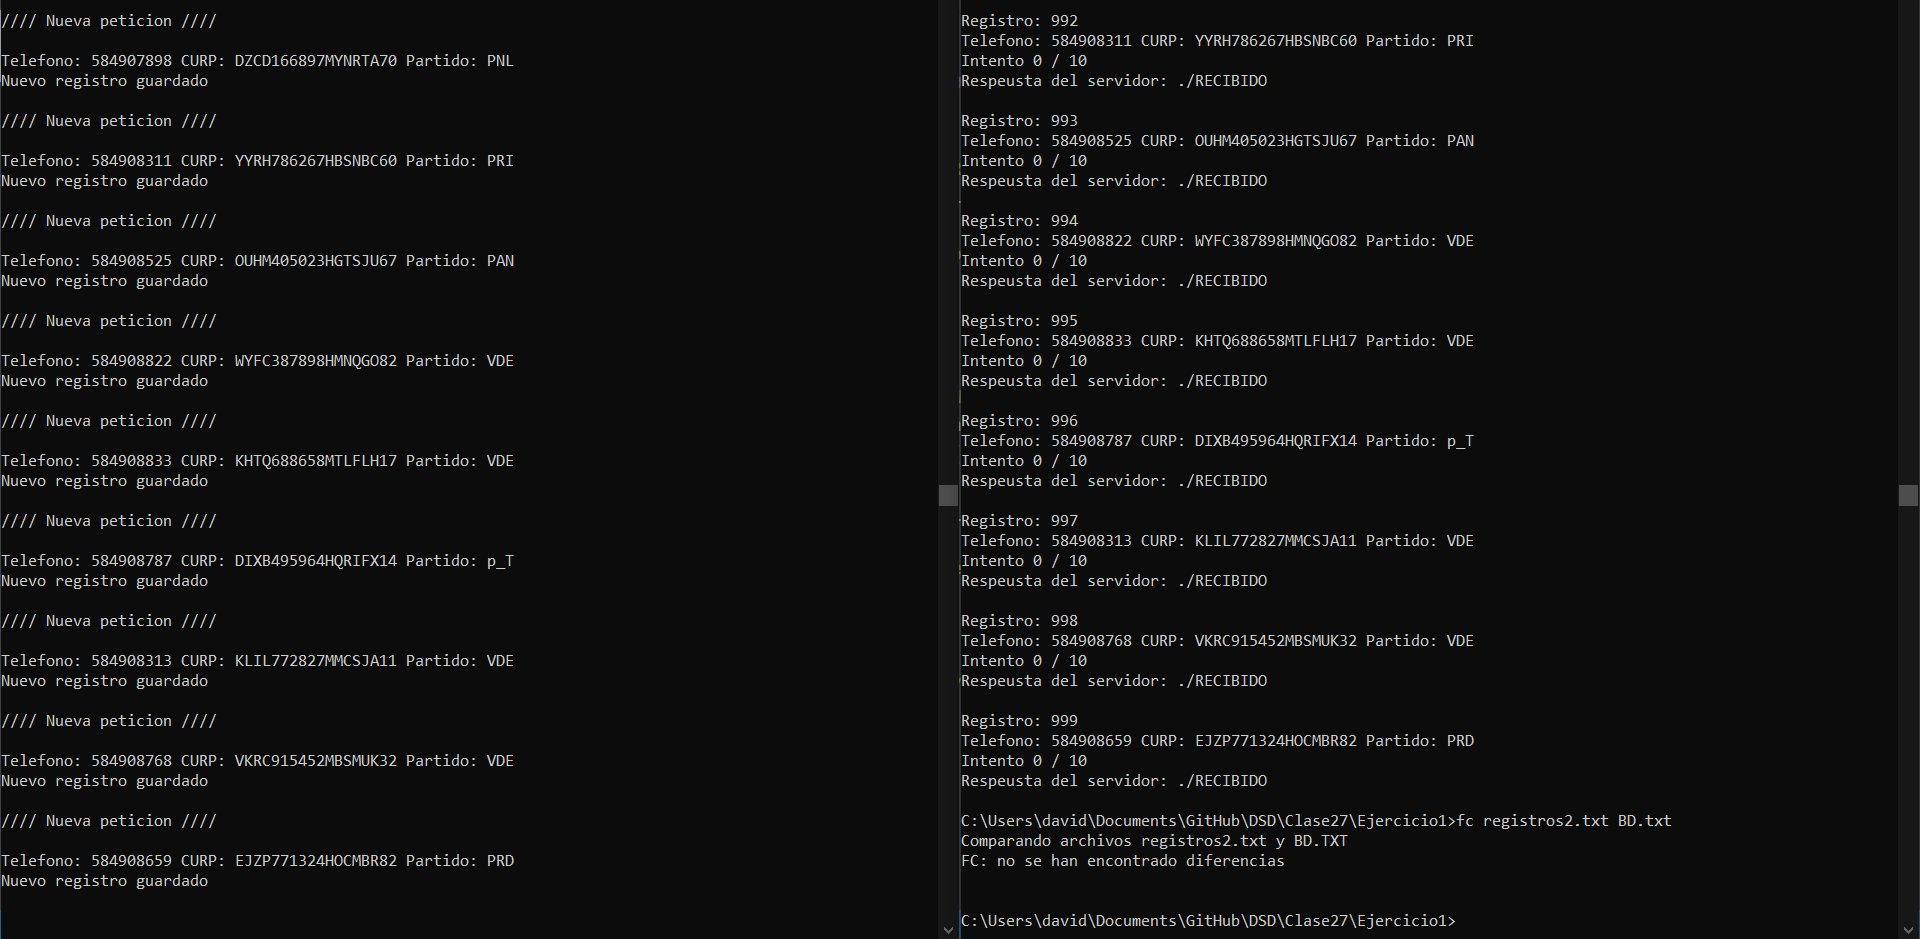 //// Nueva peticion ////
Telefono: 584907898 CURP: DZCD166897MYNRTA70 Partido: PNL
Nuevo registro guardado
//// Nueva peticion ////
Telefono: 584908311 CURP: YYRH786267HBSNBC60 Partido: PRI
Nuevo registro guardado
//// Nueva peticion ////
Telefono: 584908525 CURP: OUHM405023HGTSJU67 Partido: PAN
Nuevo registro guardado
//// Nueva peticion ////
Telefono: 584908822 CURP: WYFC387898HMNQGO82 Partido: VDE
Nuevo registro guardado
//// Nueva peticion ////
Telefono: 584908833 CURP: KHTQ688658MTLFLH17 Partido: VDE
Nuevo registro guardado
//// Nueva peticion ////
Telefono: 584908787 CURP: DIXB495964HQRIFX14 Partido: p_T
Nuevo registro guardado
//// Nueva peticion ////
Telefono: 584908313 CURP: KLIL772827MMCSJA11 Partido: VDE
Nuevo registro guardado
//// Nueva peticion ////
Telefono: 584908768 CURP: VKRC915452MBSMUK32 Partido: VDE
Nuevo registro guardado
//// Nueva peticion ////
Telefono: 584908659 CURP: EJZP771324HOCMBR82 Partido: PRD
Nuevo registro guardado
Registro: 992
Telefono: 584908311 CURP: YYRH786267HBSNBC60 Partido: PRI
Intento 0 / 10
Respeusta del servidor: ./RECIBIDO
Registro: 993
Telefono: 584908525 CURP: OUHM405023HGTSJU67 Partido: PAN
Intento 0 / 10
Respeusta del servidor: ./RECIBIDO
Registro: 994
Telefono: 584908822 CURP: WYFC387898HMNQGO82 Partido: VDE
Intento 0 / 10
Respeusta del servidor: ./RECIBIDO
Registro: 995
Telefono: 584908833 CURP: KHTQ688658MTLFLH17 Partido: VDE
Intento 0 / 10
Respeusta del servidor: ./RECIBIDO
Registro: 996
Telefono: 584908787 CURP: DIXB495964HQRIFX14 Partido: p_T
Intento 0 / 10
Respeusta del servidor: ./RECIBIDO
Registro: 997
Telefono: 584908313 CURP: KLIL772827MMCSJA11 Partido: VDE
Intento 0 / 10
Respeusta del servidor: ./RECIBIDO
Registro: 998
Telefono: 584908768 CURP: VKRC915452MBSMUK32 Partido: VDE
Intento 0 / 10
Respeusta del servidor: ./RECIBIDO
Registro: 999
Telefono: 584908659 CURP: EJZP771324HOCMBR82 Partido: PRD
Intento 0 / 10
Respeusta del servidor: ./RECIBIDO
C:\Users\david\Documents\GitHub\DSD\Clase27\Ejercicio1>fc registros2.txt BD.txt
Comparando archivos registros2.txt y BD.TXT
FC: no se han encontrado diferencias
C:\Users\david\Documents\GitHub\DSD\Clase27\Ejercicio1>